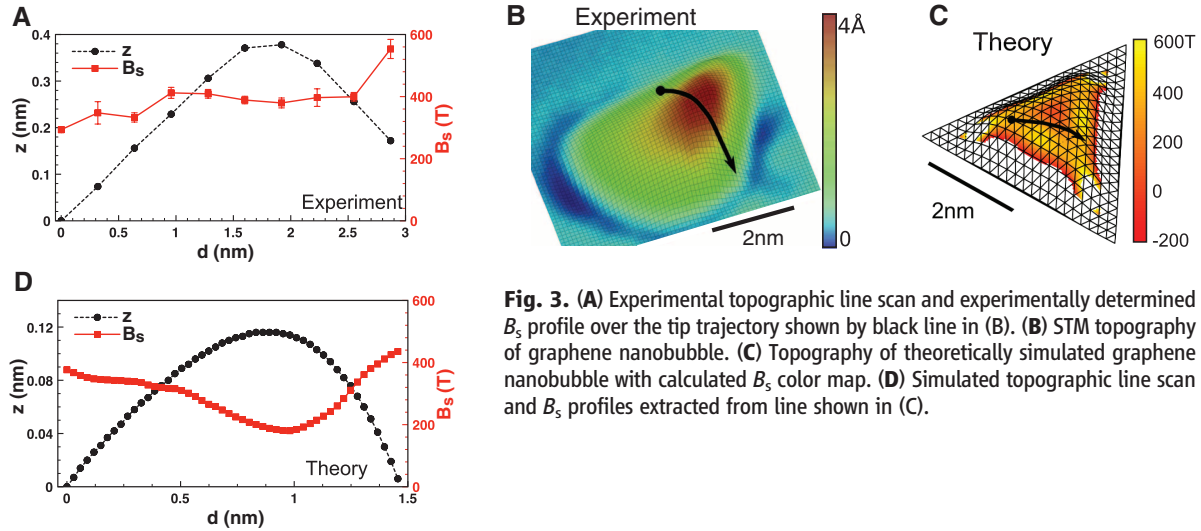 A
z
Bs
z (nm)
0.4
0.3
0.2
0.1
0
600
400
200
0
Bs (T)
Experiment
0
0.5
1
1.5
2
2.5
3
d (nm)
B
Experiment
4Å
0
2nm
C
Theory
600T
400
200
0
-200
2nm
D
z
Bs
z (nm)
0.12
0.08
0.04
0
600
400
200
0
Bs (T)
Theory
0
0.5
1
1.5
d (nm)
Fig. 3. (A) Experimental topographic line scan and experimentally determined
Bs profile over the tip trajectory shown by black line in (B). (B) STM topography
of graphene nanobubble. (C) Topography of theoretically simulated graphene
nanobubble with calculated Bs color map. (D) Simulated topographic line scan
and Bs profiles extracted from line shown in (C).